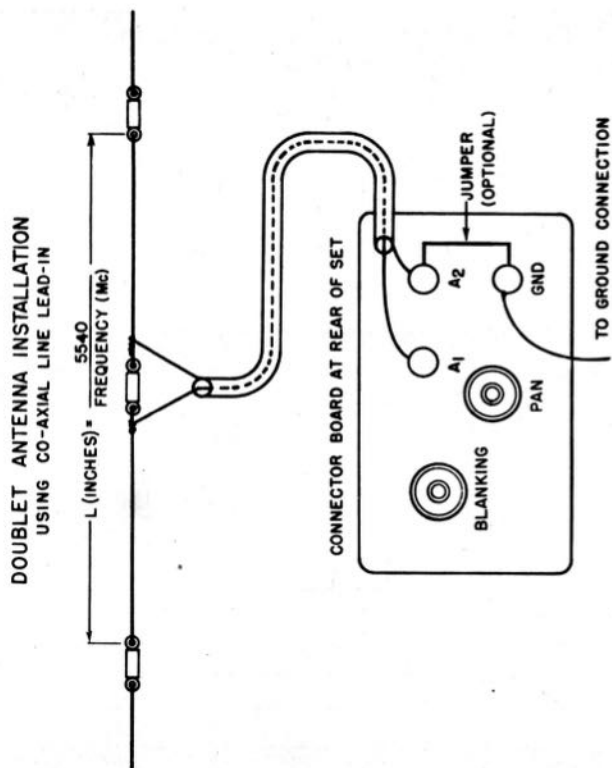 DOUBLET ANTENNA INSTALLATION
USING CO-AXIAL LINE LEAD-IN
L (INCHES) = 5540
FREQUENCY (Mc)
CONNECTOR BOARD AT REAR OF SET
BLANKING
PAN
A1
A2
GND
JUMPER
(OPTIONAL)
TO GROUND CONNECTION